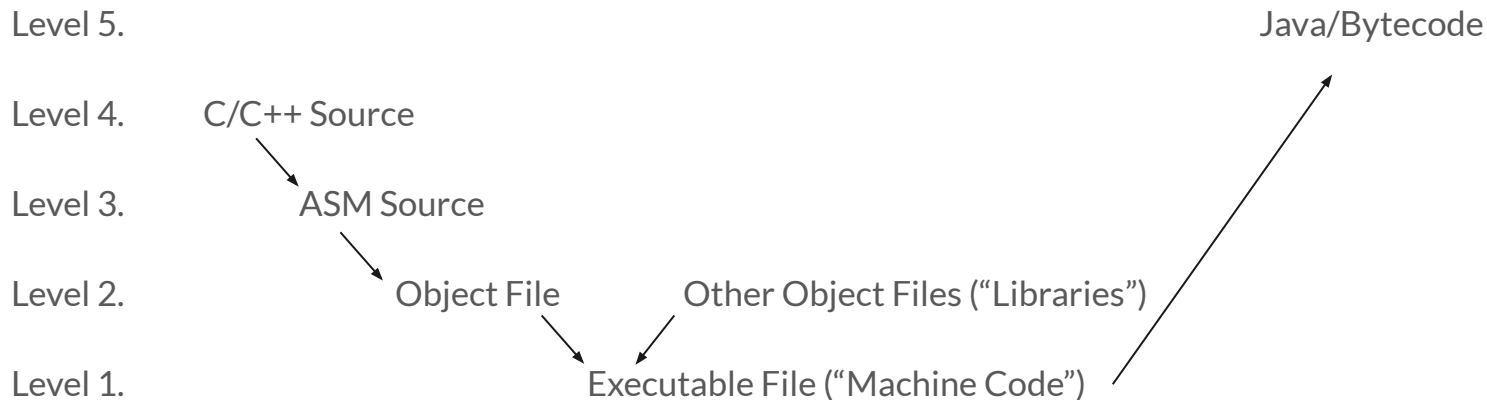 Level 5. Java/Bytecode
Level 4. C/C++ Source
Level 3. ASM Source
Level 2. Object File Other Object Files (“Libraries”)
Level 1. Executable File (“Machine Code”)